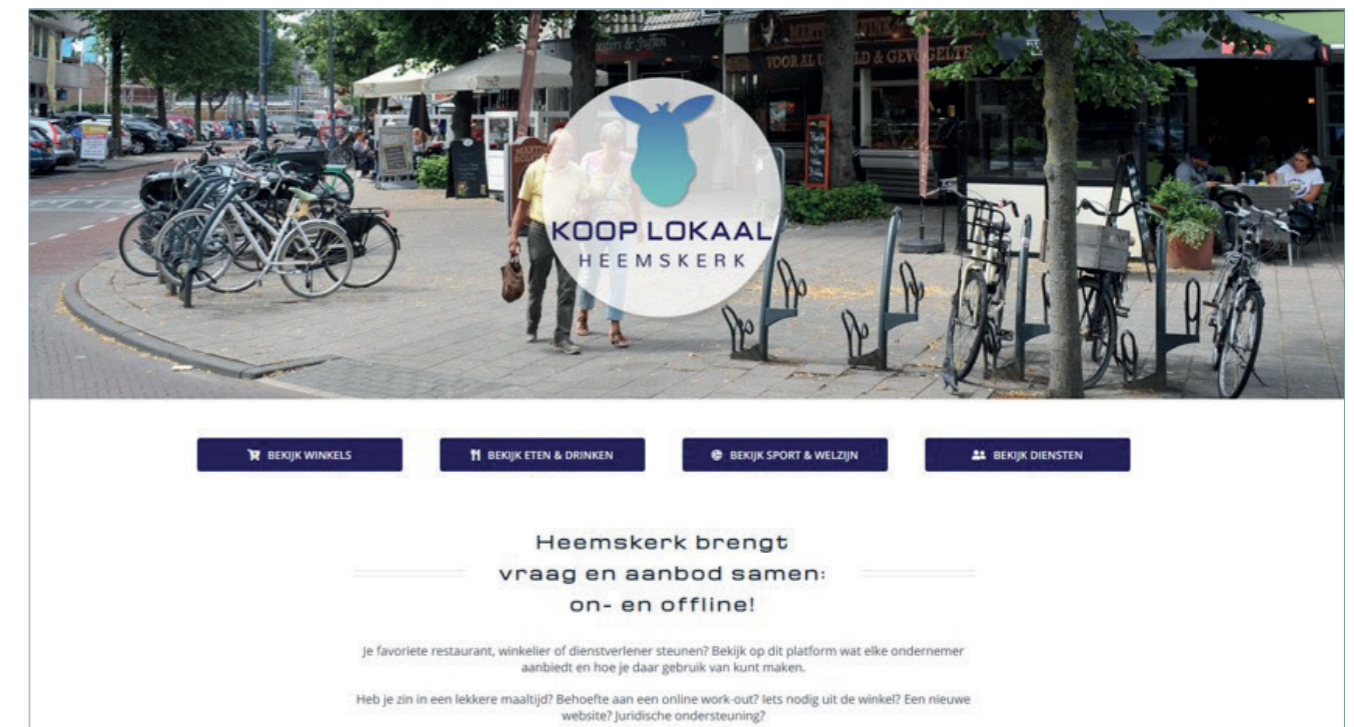 VOORAL
& GEVOGELTE
KOOP LOKAAL
HEEMSKERK
BEKIJK WINKELS
BEKIJK ETEN & DRINKEN
BEKIJK SPORT & WELZIJN
BEKIJK DIENSTEN
Heemskerk brengt
vraag en aanbod samen:
on- en offline!
Je favoriete restaurant, winkelier of dienstverlener steunen? Bekijk op dit platform wat elke ondernemer
aanbiedt en hoe je daar gebruik van kunt maken.
Heb je zin in een lekkere maaltijd? Behoefte aan een online work-out? Iets nodig uit de winkel? Een nieuwe
website? Juridische ondersteuning?